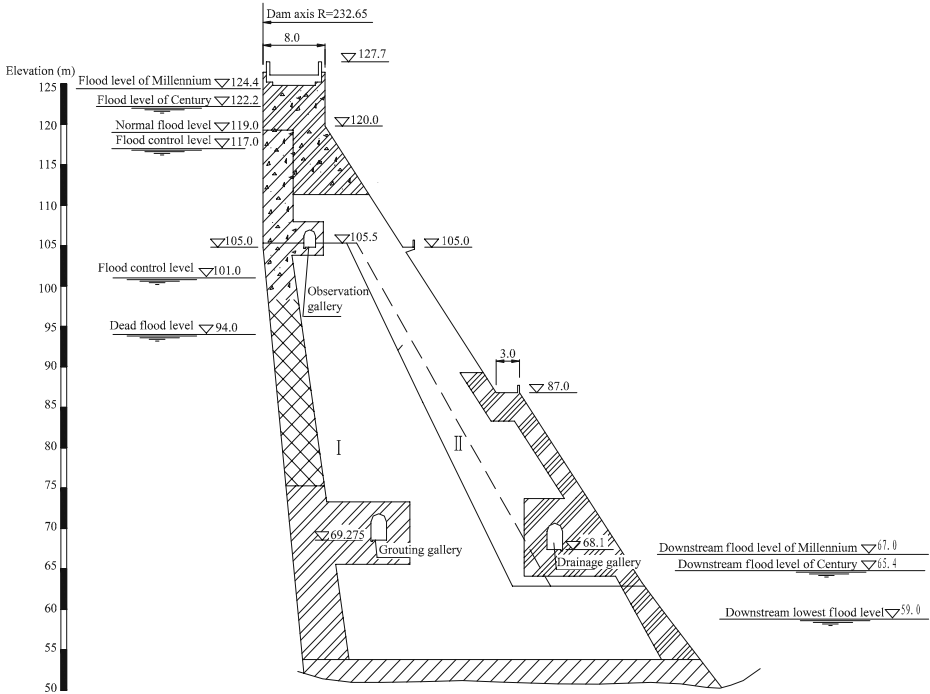 Dam axis R=232.65
8.0
127.7
Elevation (m)
125
Flood level of Millennium 124.4
Flood level of Century 122.2
120
Normal flood level 119.0
120.0
Flood control level 117.0
115
110
105
105.0
105.5
105.0
Flood control level 101.0
100
Observation
gallery
95
Dead flood level 94.0
90
3.0
87.0
85
80
I
II
75
70
69.275
Grouting gallery
68.1
Drainage gallery
Downstream flood level of Millennium 67.0
65
Downstream flood level of Century 65.4
60
Downstream lowest flood level 59.0
55
50